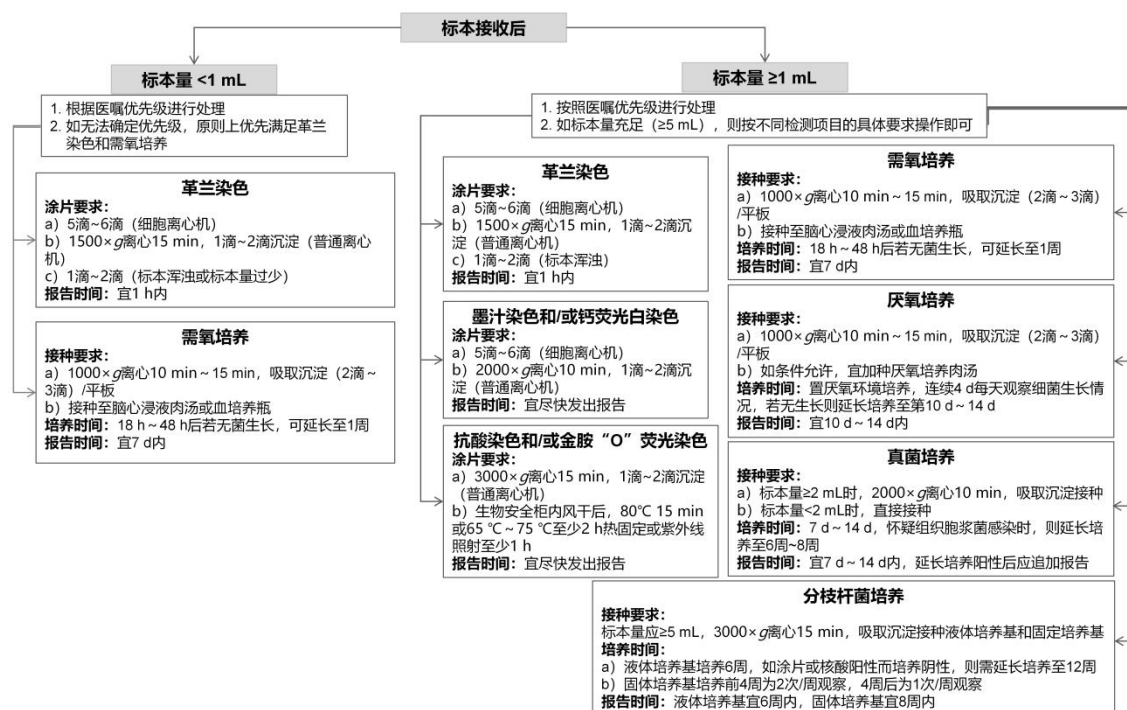 标本接收后
标本量 <1 mL
1. 根据医嘱优先级进行处理
2. 如无法确定优先级，原则上优先满足革兰
染色和需氧培养
革兰染色
涂片要求：
a）5滴~6滴（细胞离心机）
b）1500×g离心15 min，1滴~2滴沉淀（普通离心
机）
c）1滴~2滴（标本浑浊或标本量过少）
报告时间：宜1 h内
需氧培养
接种要求：
a）1000×g离心10 min～15 min，吸取沉淀（2滴～
3滴）/平板
b）接种至脑心浸液肉汤或血培养瓶
培养时间：18 h～48 h后若无菌生长，可延长至1周
报告时间：宜7 d内
标本量 ≥1 mL
1. 按照医嘱优先级进行处理
2. 如标本量充足（≥5 mL），则按不同检测项目的具体要求操作即可
革兰染色
涂片要求：
a）5滴~6滴（细胞离心机）
b）1500×g离心15 min，1滴~2滴沉
淀（普通离心机）
c）1滴~2滴（标本浑浊）
报告时间：宜1 h内
墨汁染色和/或钙荧光白染色
涂片要求：
a）5滴~6滴（细胞离心机）
b）2000×g离心10 min，1滴~2滴沉
淀（普通离心机）
报告时间：宜尽快发出报告
抗酸染色和/或金胺“O”荧光染色
涂片要求：
a）3000×g离心15 min，1滴~2滴沉淀
（普通离心机）
b）生物安全柜内风干后，80℃ 15 min
或65 ℃～75 ℃至少2 h热固定或紫外线
照射至少1 h
报告时间：宜尽快发出报告
需氧培养
接种要求：
a）1000×g离心10 min～15 min，吸取沉淀（2滴～3滴）
/平板
b）接种至脑心浸液肉汤或血培养瓶
培养时间：18 h～48 h后若无菌生长，可延长至1周
报告时间：宜7 d内
厌氧培养
接种要求：
a）1000×g离心10 min～15 min，吸取沉淀（2滴～3滴）
/平板
b）如条件允许，宜加种厌氧培养肉汤
培养时间：置厌氧环境培养，连续4 d每天观察细菌生长情
况，若无生长则延长培养至第10 d～14 d
报告时间：宜10 d～14 d内
真菌培养
接种要求：
a）标本量≥2 mL时，2000×g离心10 min，吸取沉淀接种
b）标本量<2 mL时，直接接种
培养时间：7 d～14 d，怀疑组织胞浆菌感染时，则延长培
养至6周~8周
报告时间：宜7 d～14 d内，延长培养阳性后应追加报告
分枝杆菌培养
接种要求：
标本量应≥5 mL，3000×g离心15 min，吸取沉淀接种液体培养基和固定培养基
培养时间：
a）液体培养基培养6周，如涂片或核酸阳性而培养阴性，则需延长培养至12周
b）固体培养基培养前4周为2次/周观察，4周后为1次/周观察
报告时间：液体培养基宜6周内，固体培养基宜8周内